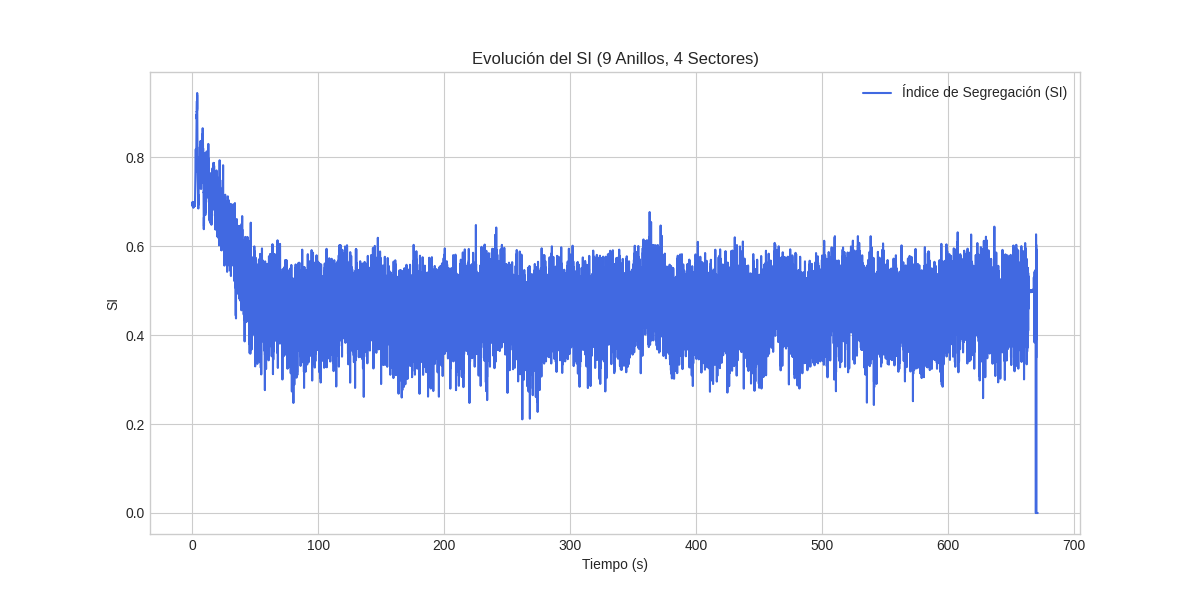 Evolución del SI (9 Anillos, 4 Sectores)
Índice de Segregación (SI)
0.8
0.6
0.4
0.2
0.0
SI
0 100 200 300 400 500 600 700
Tiempo (s)